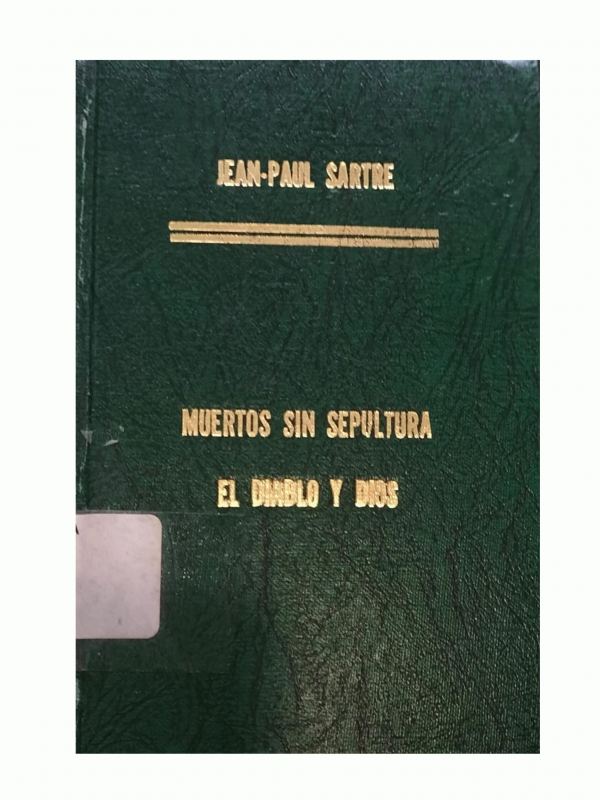 JEAN-PAUL SARTRE
MUERTOS SIN SEPULTURA
EL DIABLO Y DIOS